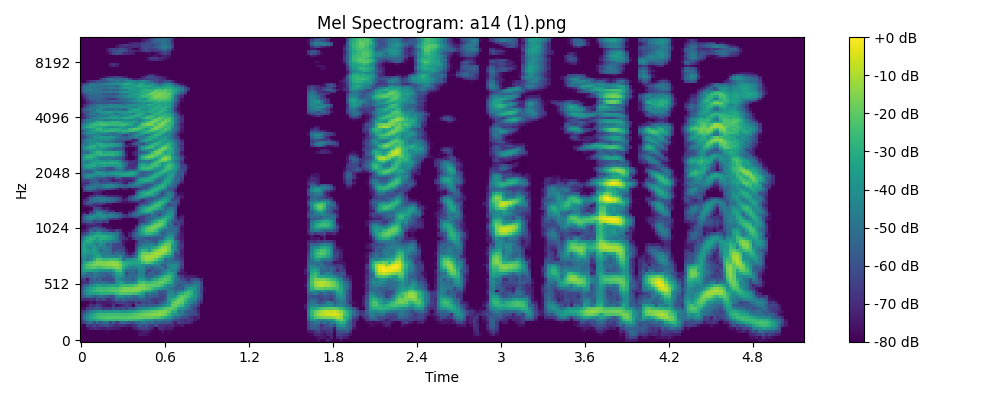 Mel Spectrogram: a14 (1).png
8192
4096
2048
1024
512
0
Hz
0 0.6 1.2 1.8 2.4 3 3.6 4.2 4.8
Time
+0 dB
-10 dB
-20 dB
-30 dB
-40 dB
-50 dB
-60 dB
-70 dB
-80 dB